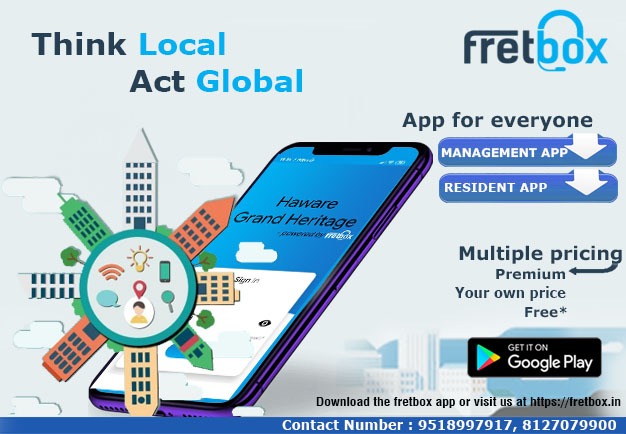 Think Local
Act Global
fretbox
App for everyone
MANAGEMENT APP
RESIDENT APP
Haware
Grand Heritage
- powered by fretbox
Sign in
Multiple pricing
Premium
Your own price
Free*
GET IT ON
Google Play
Download the fretbox app or visit us at https://fretbox.in
Contact Number : 9518997917, 8127079900